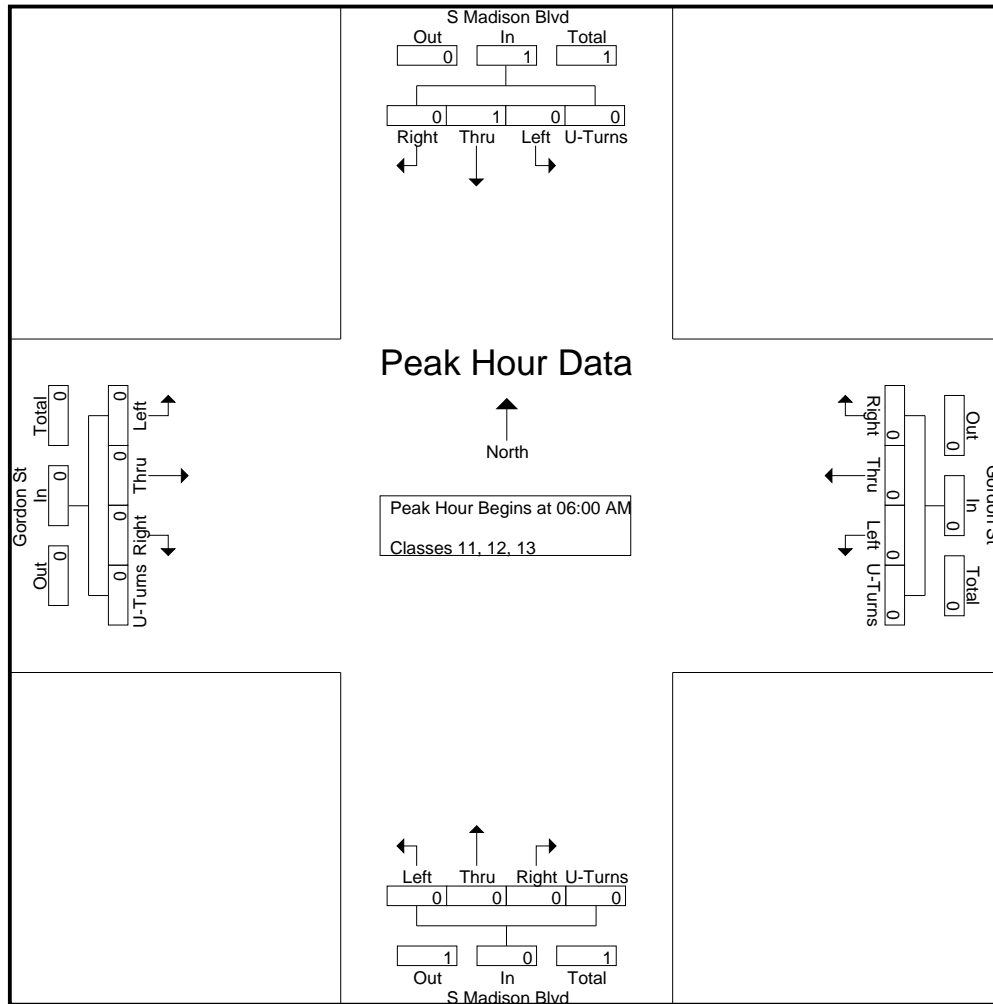 S Madison Blvd
Out In Total
0 1 1
0 1 0 0
Right Thru Left U-Turns
Peak Hour Data
North
Peak Hour Begins at 06:00 AM
Classes 11, 12, 13
Gordon St
Total In Out
0 0 0
0 0 0 0
Left Thru Right U-Turns
Right Thru Left U-Turns
0 0 0 0
Out In Total
0 0 0
Gordon St
Left Thru Right U-Turns
0 0 0 0
1 0 1
Out In Total
S Madison Blvd